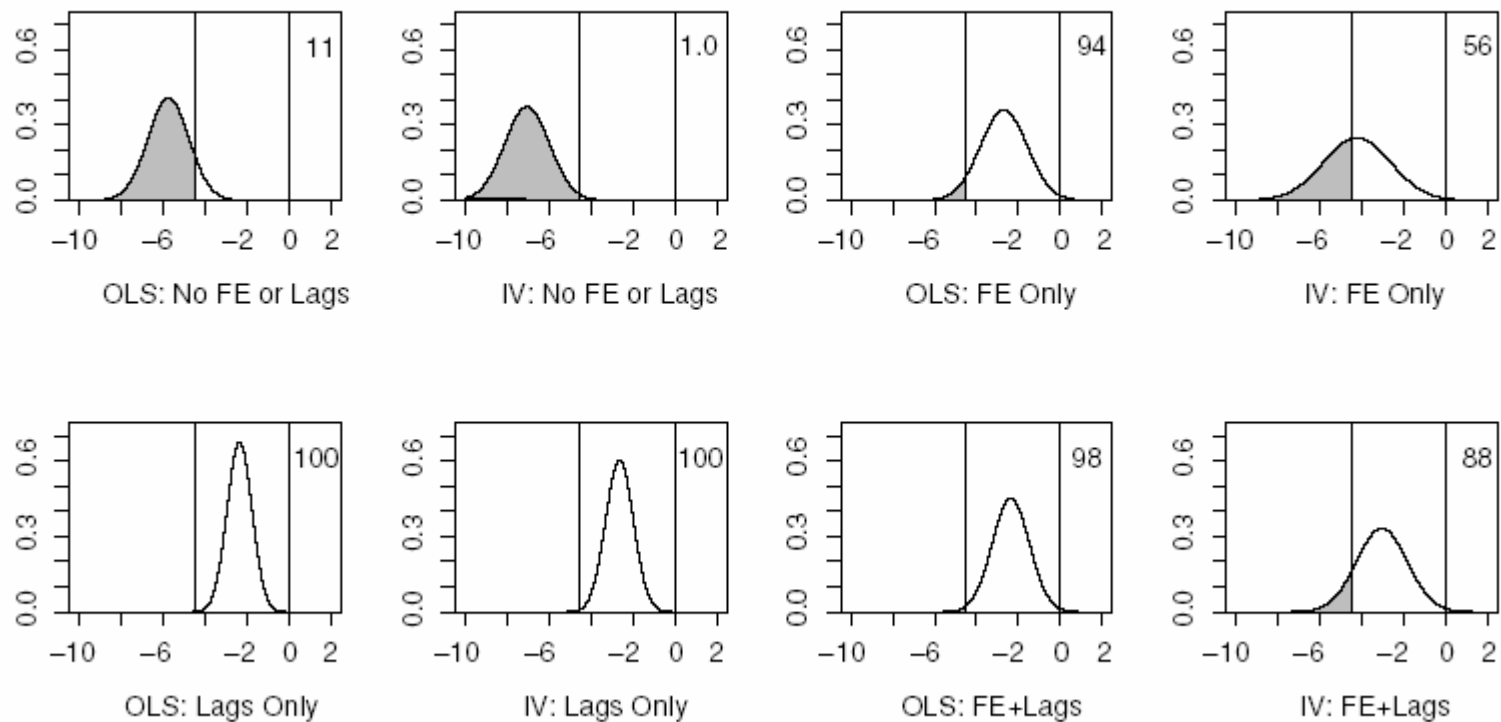 0.0 0.3 0.6
11
−10 −6 −2 0 2
OLS: No FE or Lags
0.0 0.3 0.6
1.0
−10 −6 −2 0 2
IV: No FE or Lags
0.0 0.3 0.6
94
−10 −6 −2 0 2
OLS: FE Only
0.0 0.3 0.6
56
−10 −6 −2 0 2
IV: FE Only
0.0 0.3 0.6
100
−10 −6 −2 0 2
OLS: Lags Only
0.0 0.3 0.6
100
−10 −6 −2 0 2
IV: Lags Only
0.0 0.3 0.6
98
−10 −6 −2 0 2
OLS: FE+Lags
0.0 0.3 0.6
88
−10 −6 −2 0 2
IV: FE+Lags